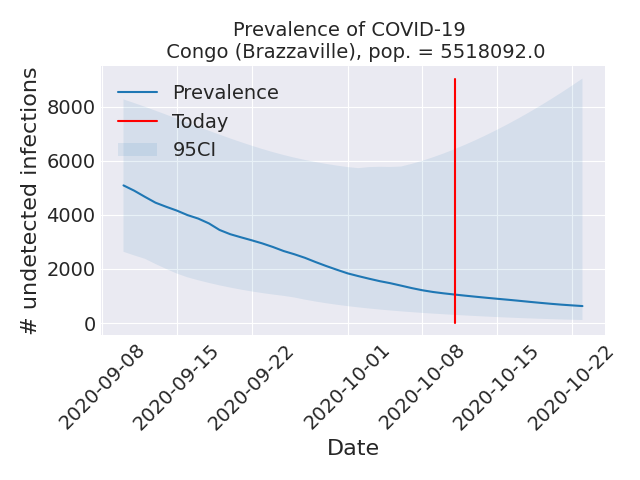 Prevalence of COVID-19
Congo (Brazzaville), pop. = 5518092.0
# undetected infections
8000
6000
4000
2000
0
Prevalence
Today
95CI
2020-09-08
2020-09-15
2020-09-22
2020-10-01
2020-10-08
2020-10-15
2020-10-22
Date